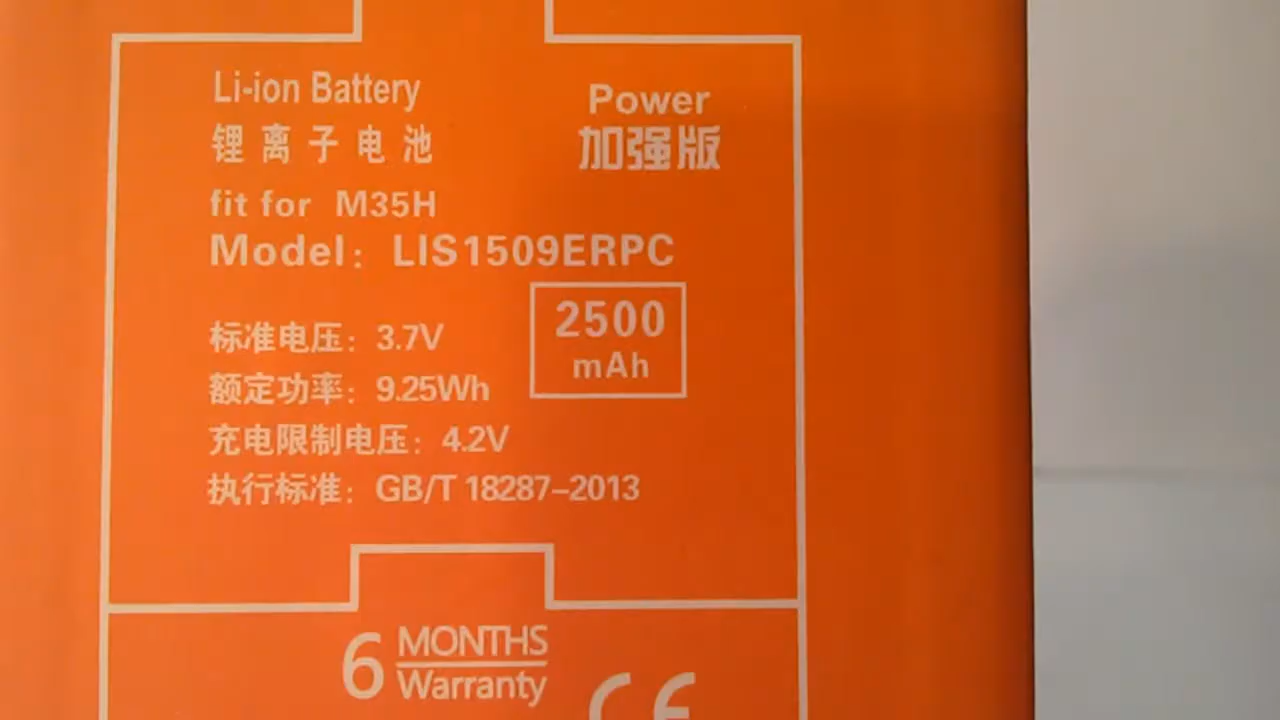 Li-ion Battery
锂离子电池
Power
加强版
fit for M35H
Model: LIS1509ERPC
2500
mAh
标准电压: 3.7V
额定功率: 9.25Wh
充电限制电压: 4.2V
执行标准: GB/T 18287-2013
6 MONTHS
Warranty
CE